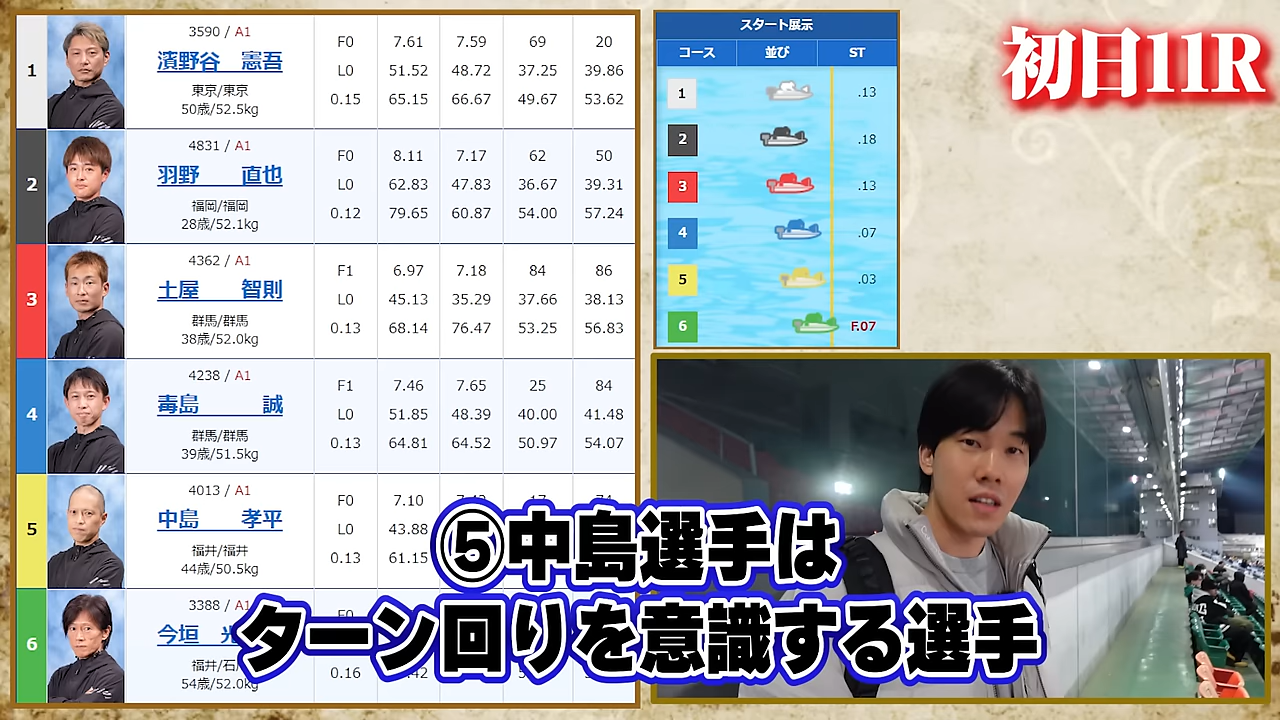 初日11R
1
3590 / A1
濱野谷 憲吾
東京/東京
50歳/52.5kg
F0
L0
0.15
7.61
51.52
65.15
7.59
48.72
66.67
69
37.25
49.67
20
39.86
53.62
2
4831 / A1
羽野 直也
福岡/福岡
28歳/52.1kg
F0
L0
0.12
8.11
62.83
79.65
7.17
47.83
60.87
62
36.67
54.00
50
39.31
57.24
3
4362 / A1
土屋 智則
群馬/群馬
38歳/52.0kg
F1
L0
0.13
6.97
45.13
68.14
7.18
35.29
76.47
84
37.66
53.25
86
38.13
56.83
4
4238 / A1
毒島 誠
群馬/群馬
39歳/51.5kg
F1
L0
0.13
7.46
51.85
64.81
7.65
48.39
64.52
25
40.00
50.97
84
41.48
54.07
5
4013 / A1
中島 孝平
福井/福井
44歳/50.5kg
F0
L0
0.13
7.10
43.88
61.15
6
3388 / A1
今垣
福井/石
54歳/52.0kg
0.16
スタート展示
コース 並び ST
1 .13
2 .18
3 .13
4 .07
5 .03
6 F.07
⑤中島選手は
ターン回りを意識する選手